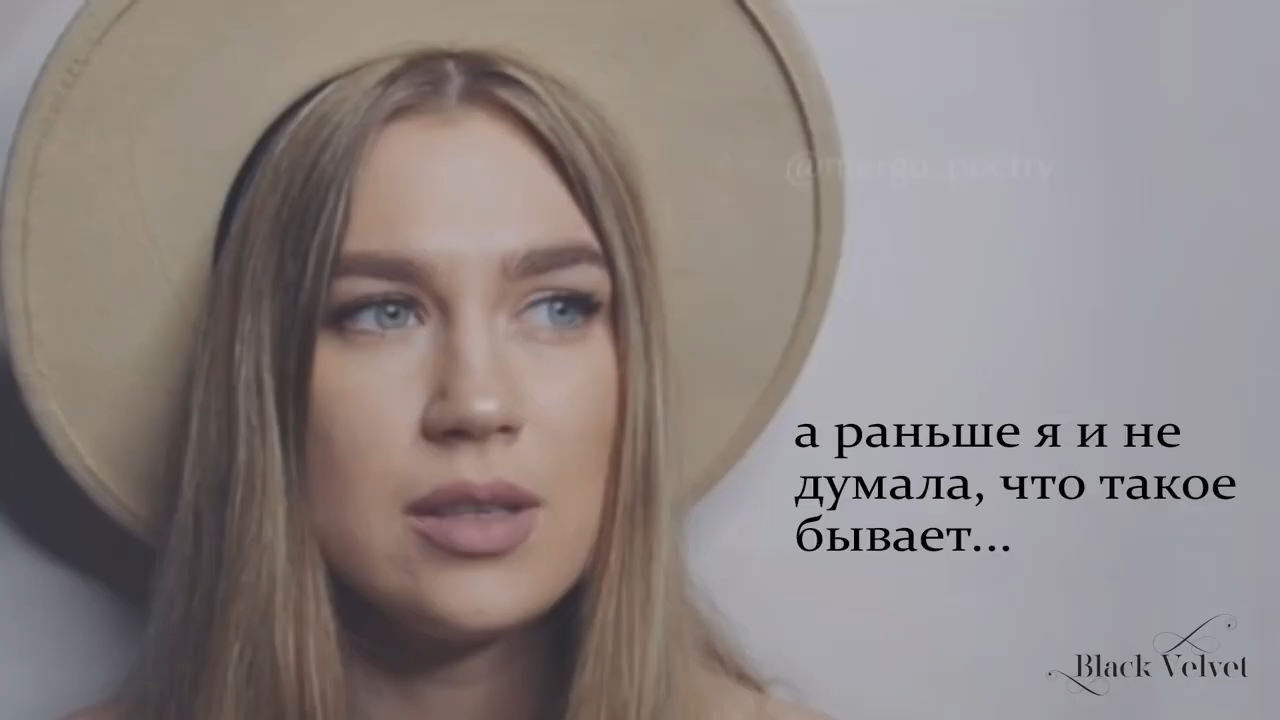 а раньше я и не
думала, что такое
бывает...
Black Velvet